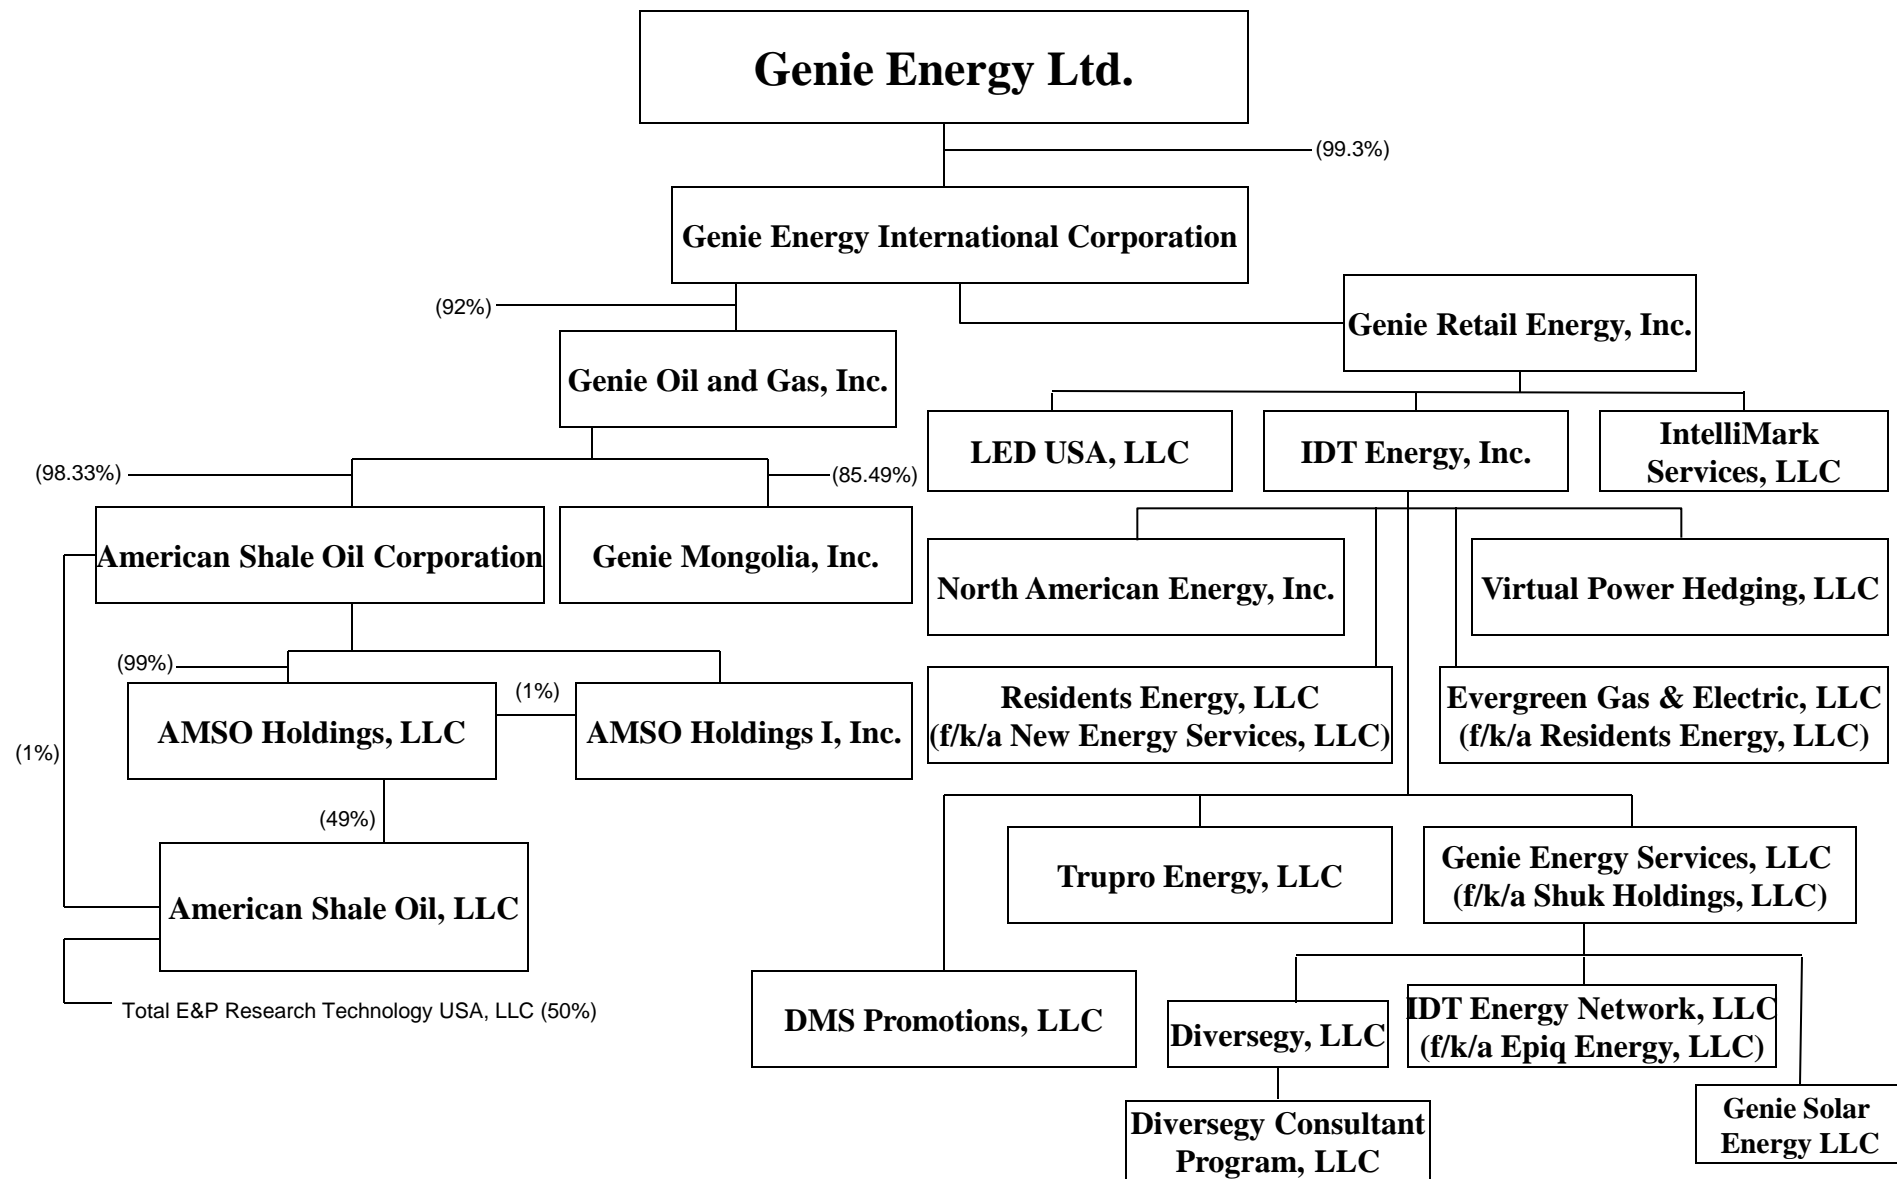 Genie Energy Ltd.
(99.3%)
Genie Energy International Corporation
(92%)
Genie Retail Energy, Inc.
Genie Oil and Gas, Inc.
LED USA, LLC
IDT Energy, Inc.
IntelliMark
Services, LLC
(98.33%)
(85.49%)
American Shale Oil Corporation
Genie Mongolia, Inc.
North American Energy, Inc.
Virtual Power Hedging, LLC
(99%)
(1%)
AMSO Holdings, LLC
AMSO Holdings I, Inc.
Residents Energy, LLC
(f/k/a New Energy Services, LLC)
Evergreen Gas & Electric, LLC
(f/k/a Residents Energy, LLC)
(1%)
(49%)
American Shale Oil, LLC
Trupro Energy, LLC
Genie Energy Services, LLC
(f/k/a Shuk Holdings, LLC)
Total E&P Research Technology USA, LLC (50%)
DMS Promotions, LLC
Diversegy, LLC
IDT Energy Network, LLC
(f/k/a Epiq Energy, LLC)
Diversegy Consultant
Program, LLC
Genie Solar
Energy LLC